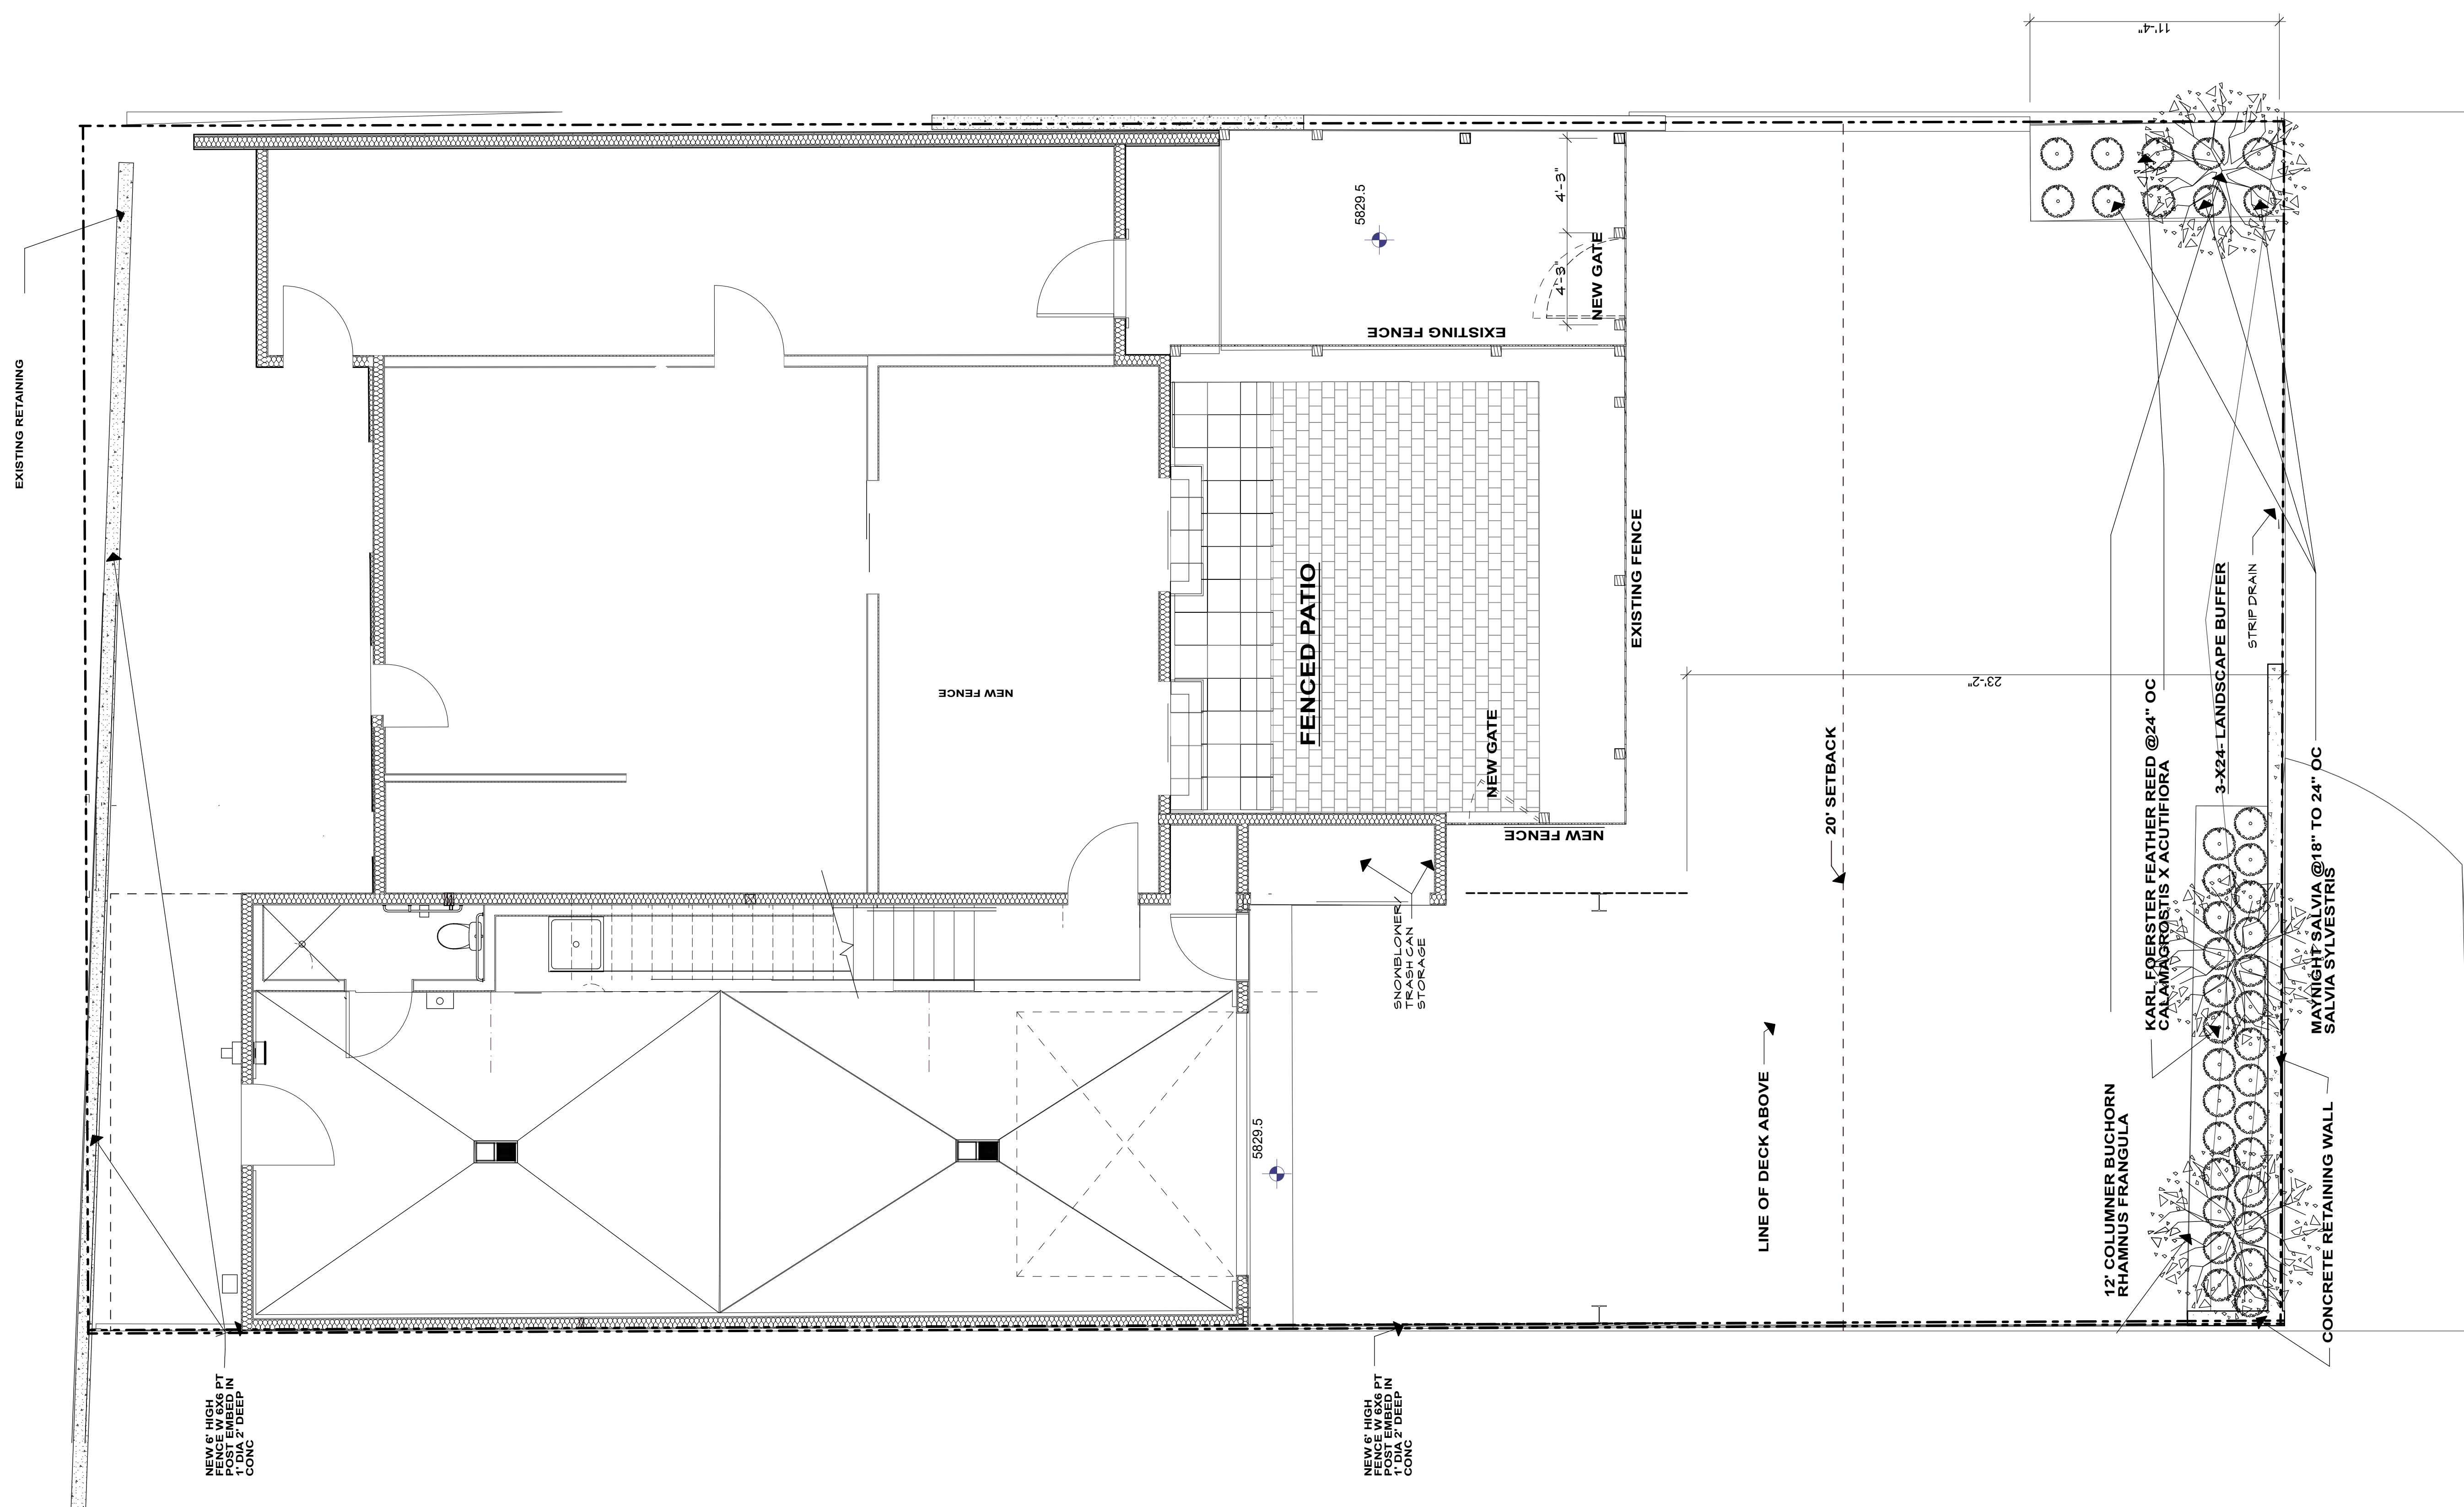 11'-4"
EXISTING RETAINING
5829.5
4'-3"
4'-3"
NEW GATE
EXISTING FENCE
FENCED PATIO
EXISTING FENCE
NEW FENCE
NEW GATE
NEW FENCE
23'-2"
20' SETBACK
STRIP DRAIN
3-X24- LANDSCAPE BUFFER
KARL FOERSTER FEATHER REED @24" OC
CALAMAGROSTIS X ACUTIFIORA
MAYNIGHT SALVIA @18" TO 24" OC
SALVIA SYLVESTRIS
SNOWBLOWER/
TRASH CAN
STORAGE
LINE OF DECK ABOVE
5829.5
12' COLUMNER BUCHORN
RHAMNUS FRANGULA
CONCRETE RETAINING WALL
NEW 6' HIGH
FENCE W 6X6 PT
POST EMBED IN
1' DIA 2' DEEP
CONC
NEW 6' HIGH
FENCE W 6X6 PT
POST EMBED IN
1' DIA 2' DEEP
CONC